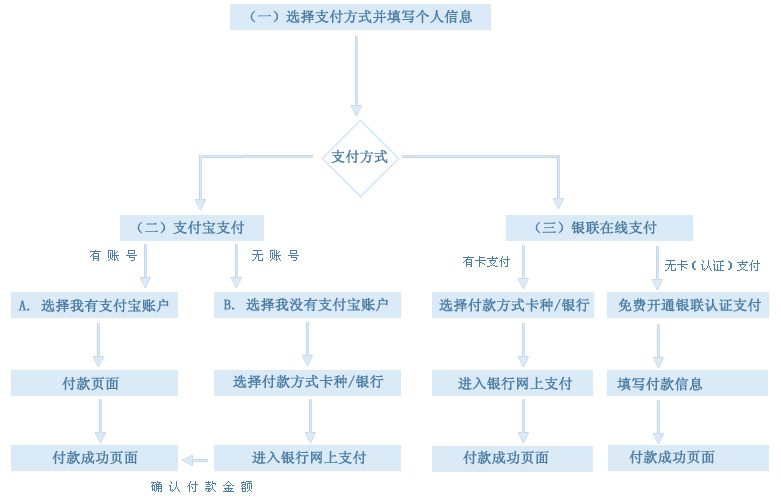 （一）选择支付方式并填写个人信息
支付方式
（二）支付宝支付
（三）银联在线支付
有账号
无账号
有卡支付
无卡（认证）支付
A. 选择我有支付宝账户
B. 选择我没有支付宝账户
选择付款方式卡种/银行
免费开通银联认证支付
付款页面
选择付款方式卡种/银行
进入银行网上支付
填写付款信息
付款成功页面
进入银行网上支付
付款成功页面
付款成功页面
确认付款金额